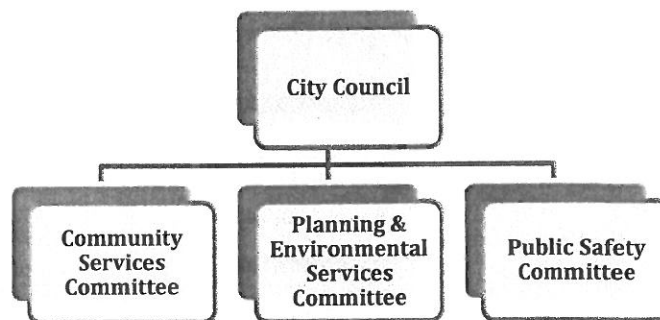 City Council
Community
Services
Committee
Planning &
Environmental
Services
Committee
Public Safety
Committee